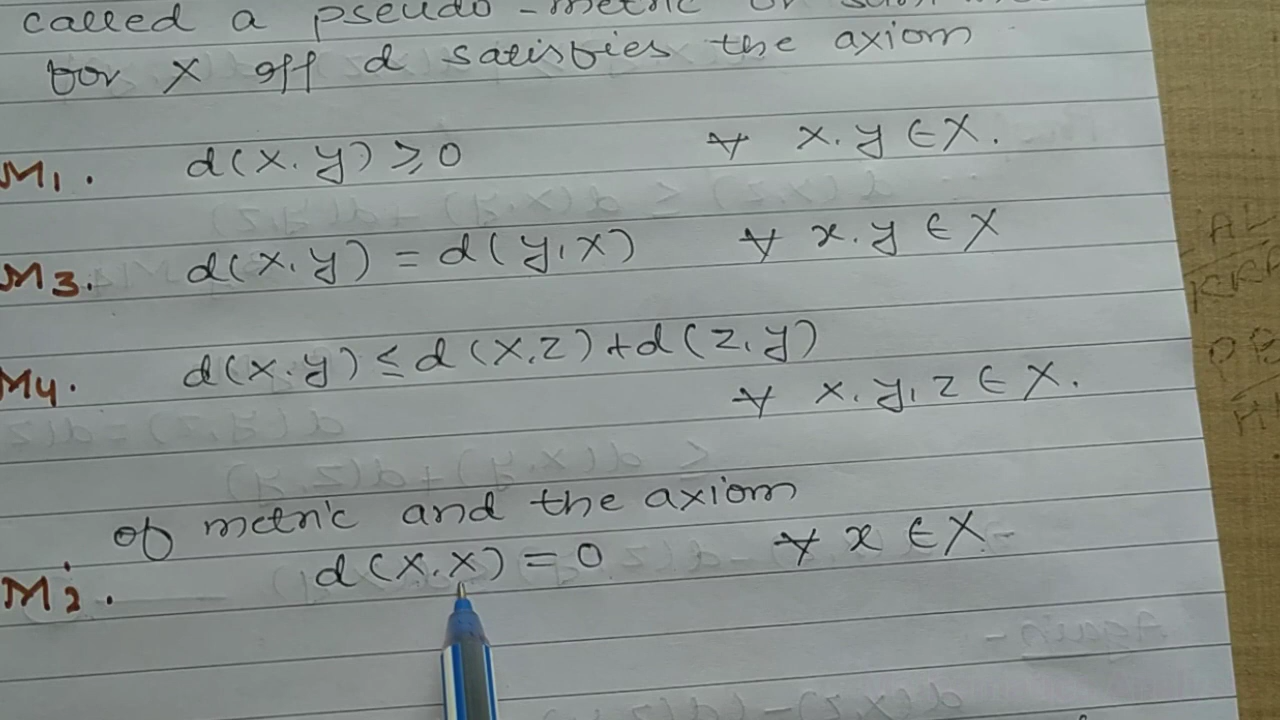 called a pseudo-metric or
for X off d satisfies the axiom
M1. d(x.y) ≥ 0 ∀ x.y ∈ X.
M3. d(x,y) = d(y,x) ∀ x.y ∈ X
M4. d(x.y) ≤ d(x,z)+d(z,y)
∀ x,y,z ∈ X.
of metric and the axiom
M2. d(x,x) = 0 ∀ x ∈ X